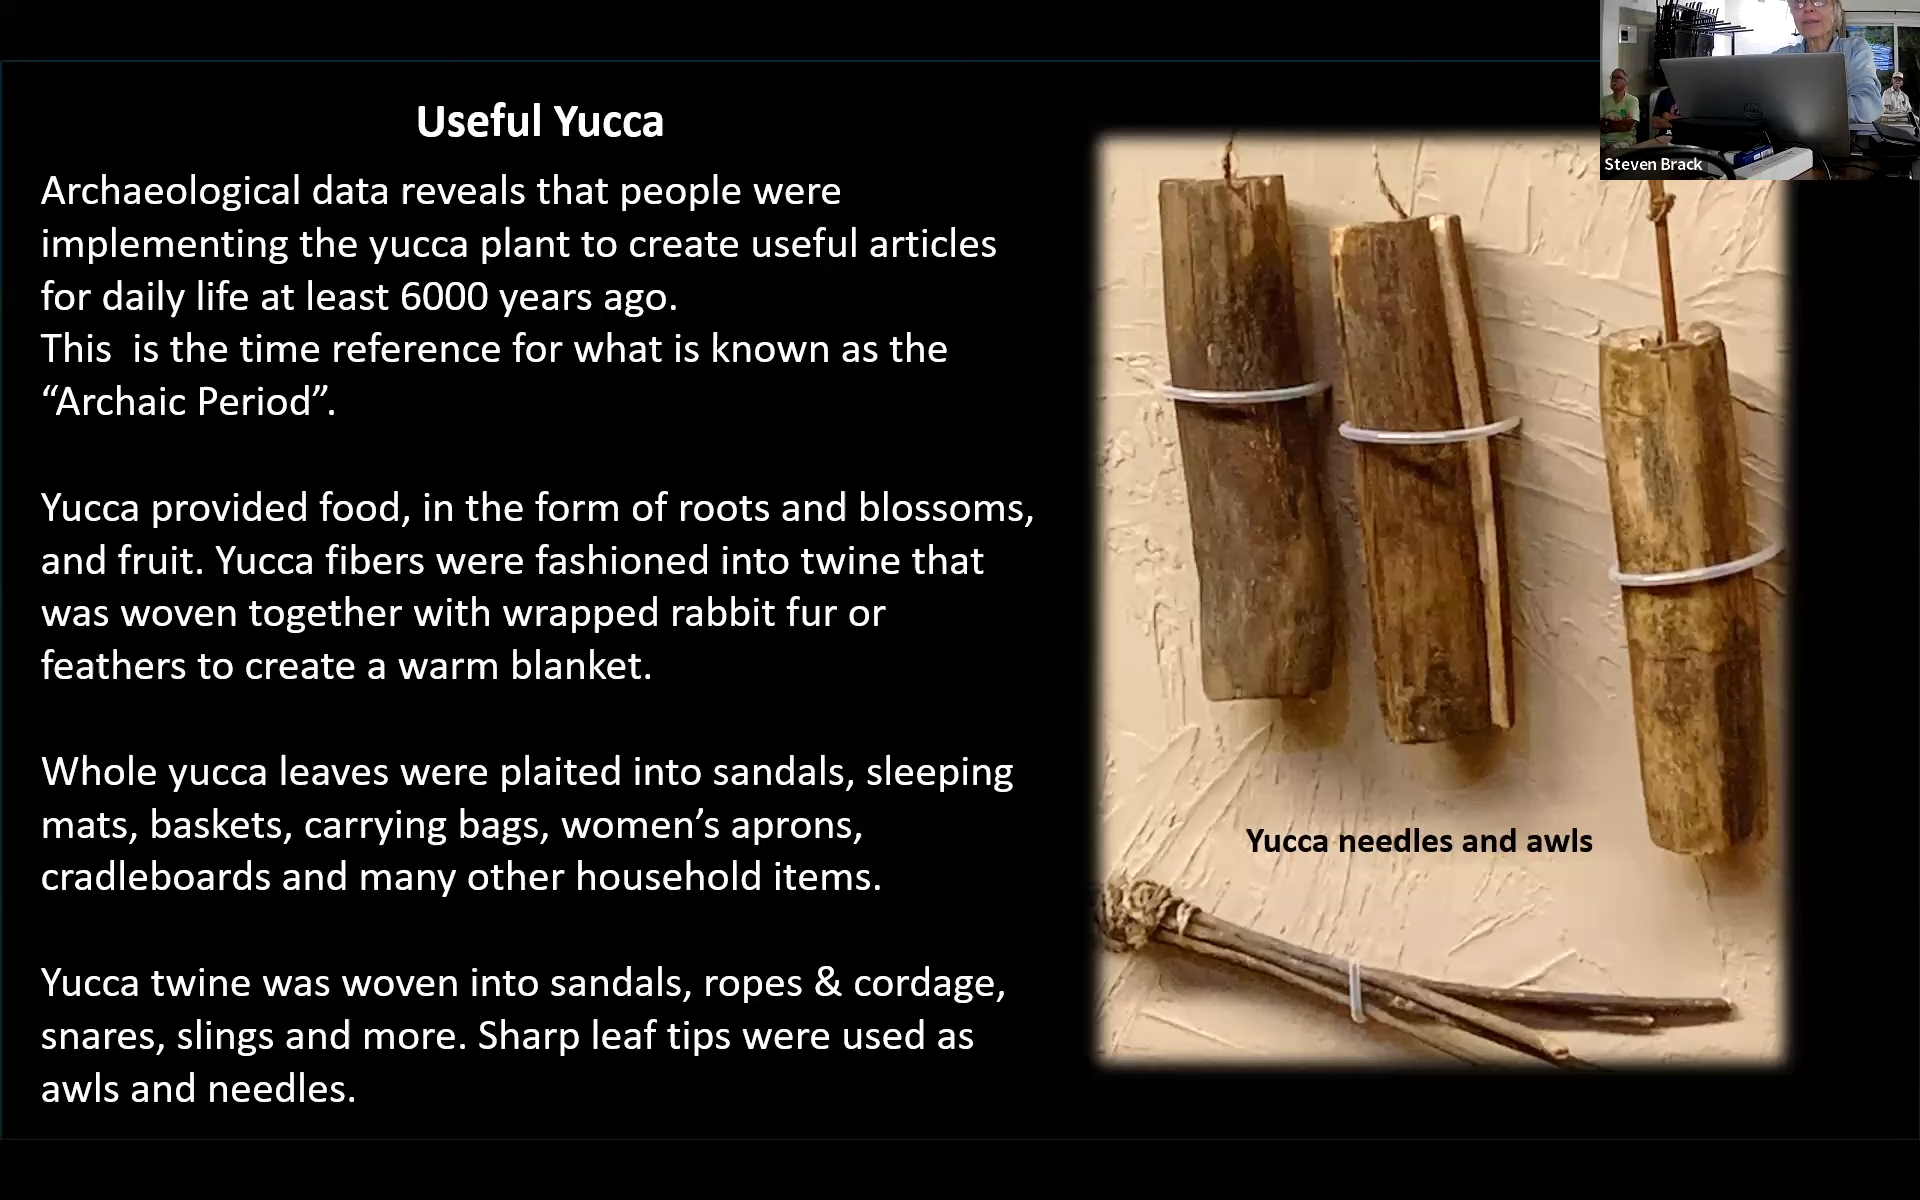 Useful Yucca
Archaeological data reveals that people were
implementing the yucca plant to create useful articles
for daily life at least 6000 years ago.
This  is the time reference for what is known as the
“Archaic Period”.
Yucca provided food, in the form of roots and blossoms,
and fruit. Yucca fibers were fashioned into twine that
was woven together with wrapped rabbit fur or
feathers to create a warm blanket.
Whole yucca leaves were plaited into sandals, sleeping
mats, baskets, carrying bags, women’s aprons,
cradleboards and many other household items.
Yucca twine was woven into sandals, ropes & cordage,
snares, slings and more. Sharp leaf tips were used as
awls and needles.
Yucca needles and awls
Steven Brack